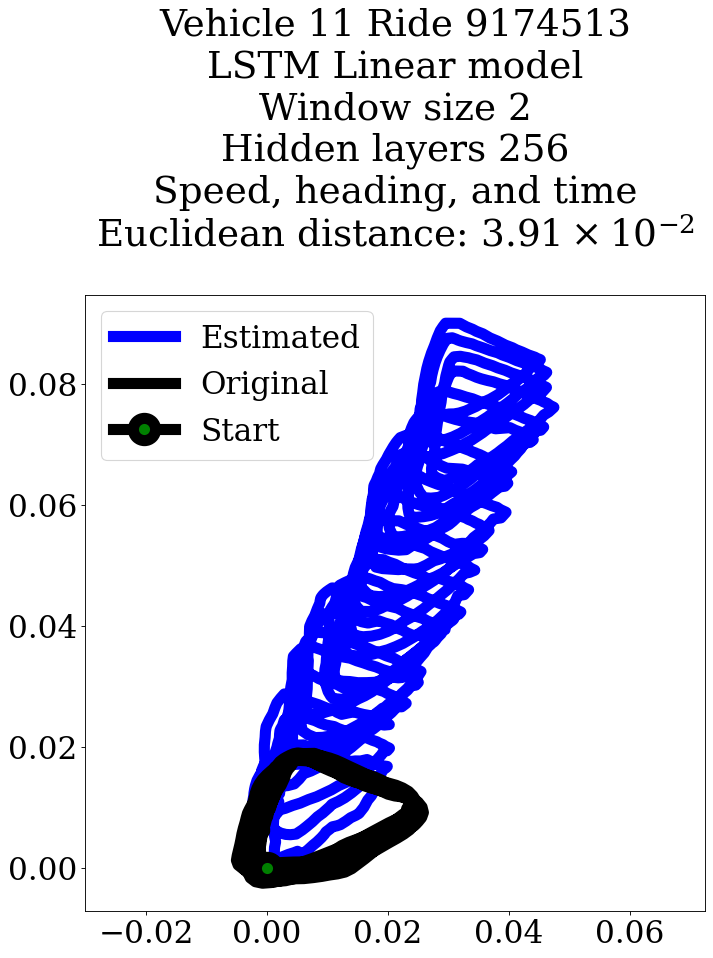 Vehicle 11 Ride 9174513
LSTM Linear model
Window size 2
Hidden layers 256
Speed, heading, and time
Euclidean distance: 3.91 × 10⁻²
Estimated
Original
Start
0.08
0.06
0.04
0.02
0.00
−0.02 0.00 0.02 0.04 0.06